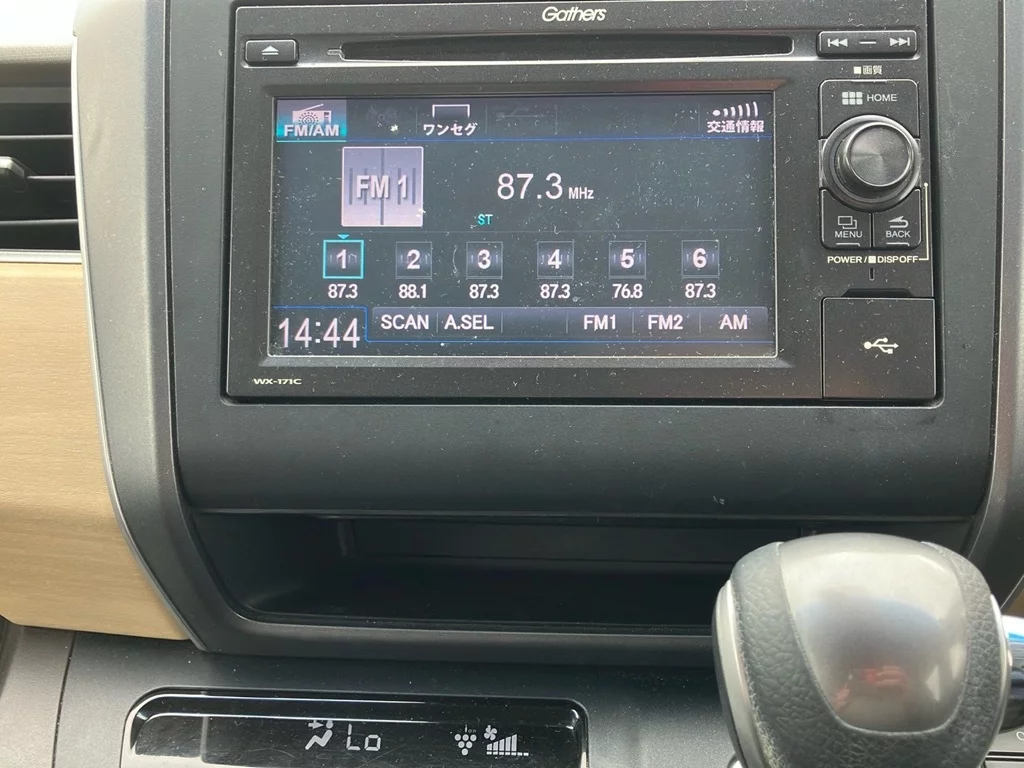 Gathers
画質
HOME
FM/AM
ワンセグ
交通情報
FM 1
87.3 MHz
ST
MENU
BACK
POWER / DISP OFF
1 2 3 4 5 6
87.3 88.1 87.3 87.3 76.8 87.3
14:44
SCAN A.SEL FM1 FM2 AM
WX-171C
Lo